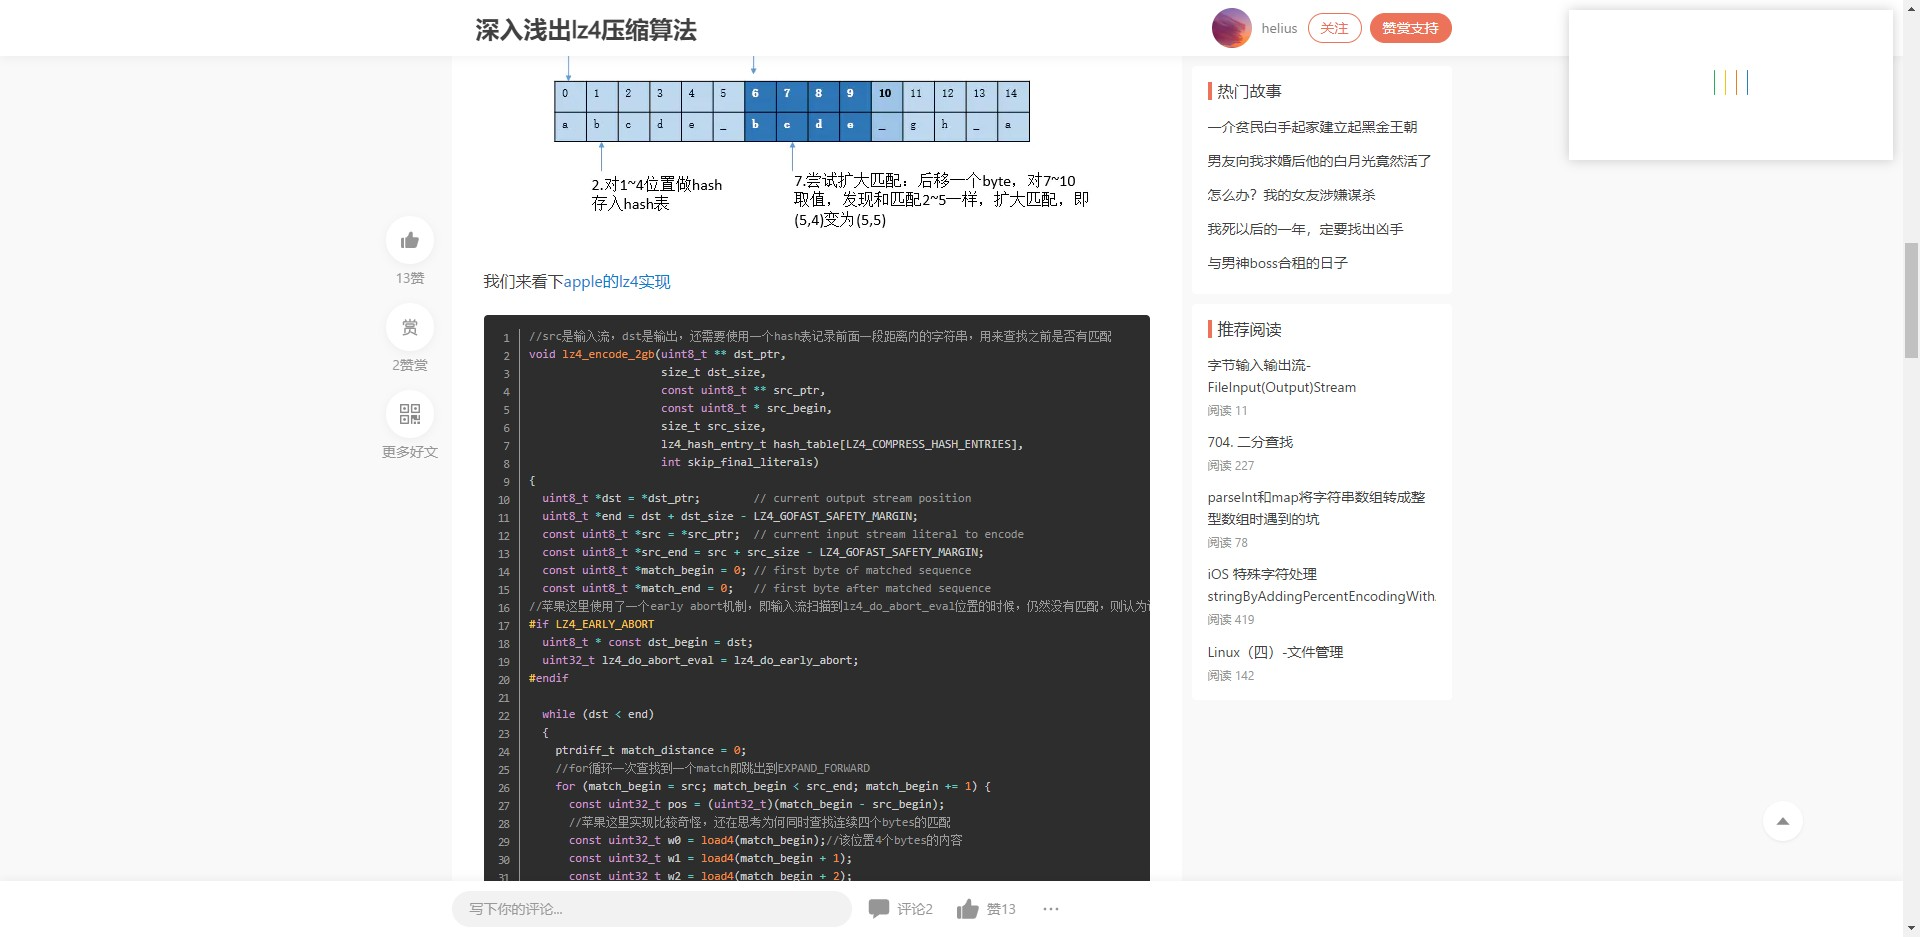 深入浅出lz4压缩算法
helius
关注
赞赏支持
0 1 2 3 4 5 6 7 8 9 10 11 12 13 14
a b c d e _ b c d e _ g h _ a
2.对1~4位置做hash
存入hash表
7.尝试扩大匹配：后移一个byte，对7~10
取值，发现和匹配2~5一样，扩大匹配，即
(5,4)变为(5,5)
13赞
赏
2赞赏
更多好文
我们来看下apple的lz4实现
1 //src是输入流，dst是输出，还需要使用一个hash表记录前面一段距离内的字符串，用来查找之前是否有匹配
2 void lz4_encode_2gb(uint8_t ** dst_ptr,
3 size_t dst_size,
4 const uint8_t ** src_ptr,
5 const uint8_t * src_begin,
6 size_t src_size,
7 lz4_hash_entry_t hash_table[LZ4_COMPRESS_HASH_ENTRIES],
8 int skip_final_literals)
9 {
10 uint8_t *dst = *dst_ptr;        // current output stream position
11 uint8_t *end = dst + dst_size - LZ4_GOFAST_SAFETY_MARGIN;
12 const uint8_t *src = *src_ptr;  // current input stream literal to encode
13 const uint8_t *src_end = src + src_size - LZ4_GOFAST_SAFETY_MARGIN;
14 const uint8_t *match_begin = 0; // first byte of matched sequence
15 const uint8_t *match_end = 0;   // first byte after matched sequence
16 //苹果这里使用了一个early abort机制，即输入流扫描到lz4_do_abort_eval位置的时候，仍然没有匹配，则认为
17 #if LZ4_EARLY_ABORT
18 uint8_t * const dst_begin = dst;
19 uint32_t lz4_do_abort_eval = lz4_do_early_abort;
20 #endif
21
22 while (dst < end)
23 {
24 ptrdiff_t match_distance = 0;
25 //for循环一次查找到一个match即跳出到EXPAND_FORWARD
26 for (match_begin = src; match_begin < src_end; match_begin += 1) {
27 const uint32_t pos = (uint32_t)(match_begin - src_begin);
28 //苹果这里实现比较奇怪，还在思考为何同时查找连续四个bytes的匹配
29 const uint32_t w0 = load4(match_begin);//该位置4个bytes的内容
30 const uint32_t w1 = load4(match_begin + 1);
31 const uint32_t w2 = load4(match_begin + 2);
热门故事
一介贫民白手起家建立起黑金王朝
男友向我求婚后他的白月光竟然活了
怎么办？我的女友涉嫌谋杀
我死以后的一年，定要找出凶手
与男神boss合租的日子
推荐阅读
字节输入输出流-
FileInput(Output)Stream
阅读 11
704. 二分查找
阅读 227
parseInt和map将字符串数组转成整
型数组时遇到的坑
阅读 78
iOS 特殊字符处理
stringByAddingPercentEncodingWith.
阅读 419
Linux（四）-文件管理
阅读 142
写下你的评论...
评论2
赞13